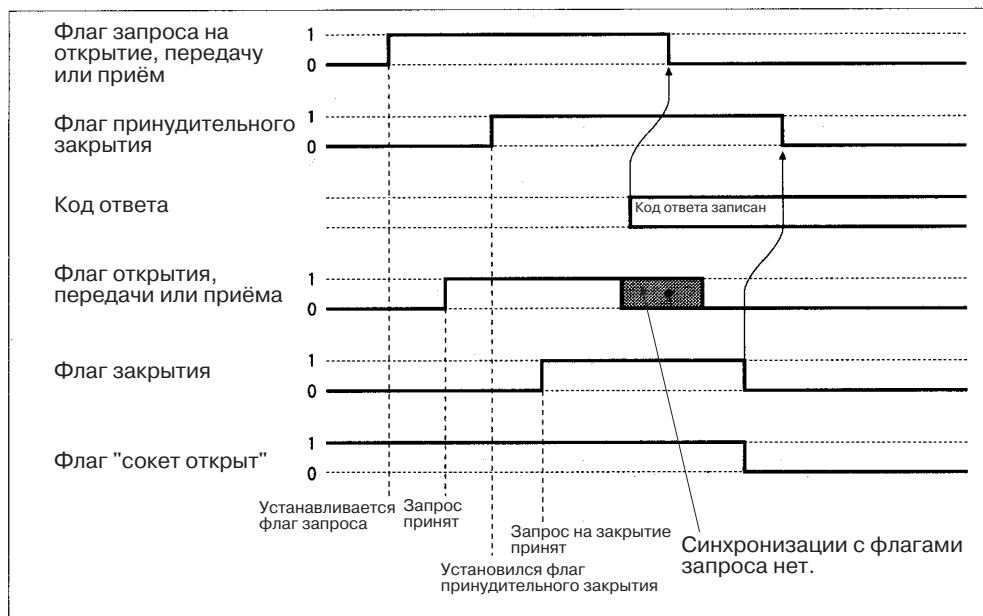 Флаг запроса на
открытие, передачу
или приём
1
0
Флаг принудительного
закрытия
1
0
Код ответа
Код ответа записан
Флаг открытия,
передачи или приёма
1
0
Флаг закрытия
1
0
Флаг "сокет открыт"
1
0
Устанавливается
флаг запроса
Запрос
принят
Установился флаг
принудительного закрытия
Запрос на закрытие
принят
Синхронизации с флагами
запроса нет.